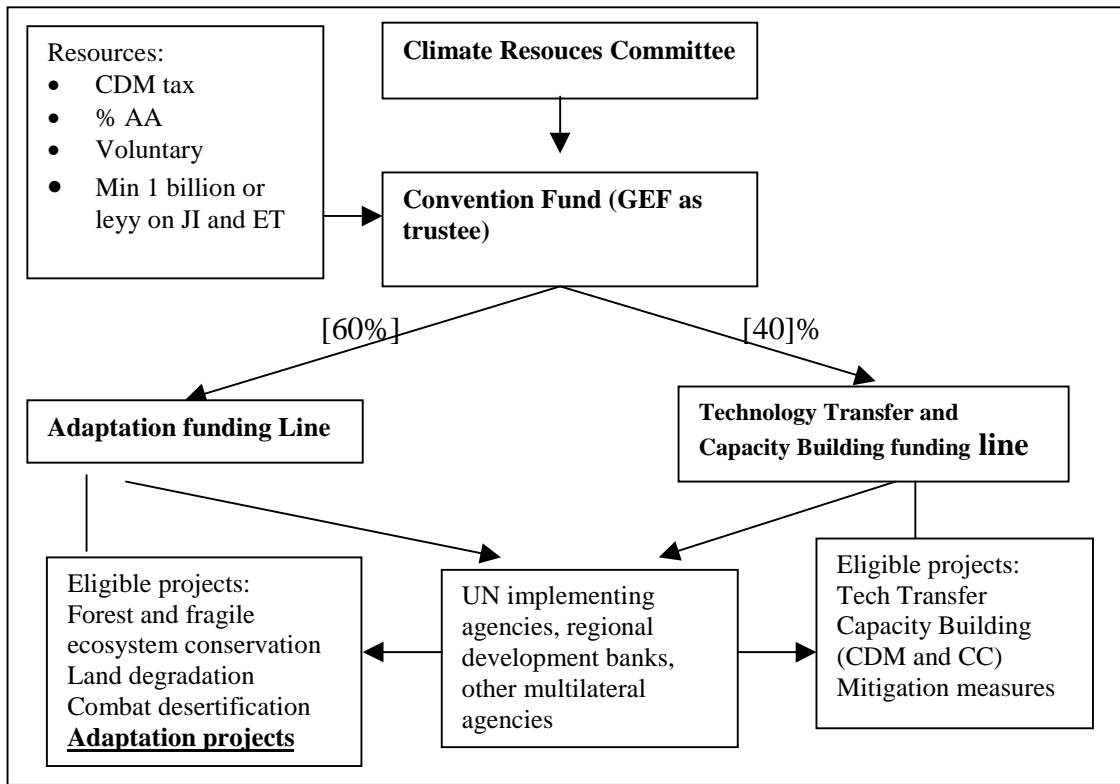 Resources:
• CDM tax
• % AA
• Voluntary
• Min 1 billion or
leyy on JI and ET
Climate Resouces Committee
Convention Fund (GEF as
trustee)
[60%]
[40]%
Adaptation funding Line
Technology Transfer and
Capacity Building funding line
Eligible projects:
Forest and fragile
ecosystem conservation
Land degradation
Combat desertification
Adaptation projects
UN implementing
agencies, regional
development banks,
other multilateral
agencies
Eligible projects:
Tech Transfer
Capacity Building
(CDM and CC)
Mitigation measures